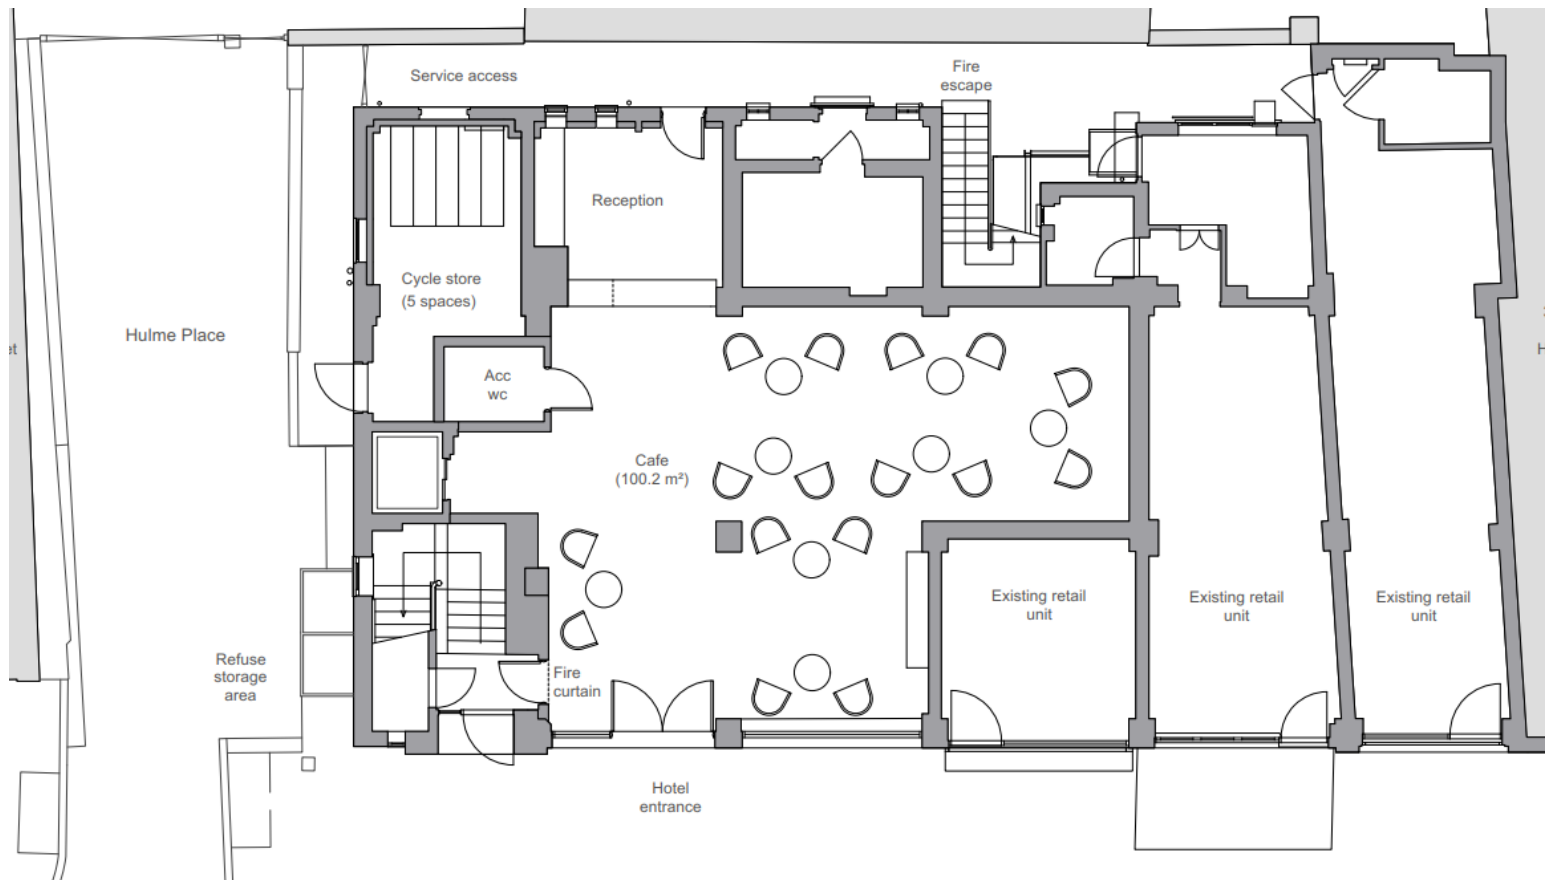 Service access
Fire
escape
Reception
Cycle store
(5 spaces)
Hulme Place
Acc
wc
Cafe
(100.2 m²)
Existing retail
unit
Existing retail
unit
Existing retail
unit
Refuse
storage
area
Fire
curtain
Hotel
entrance
et
H